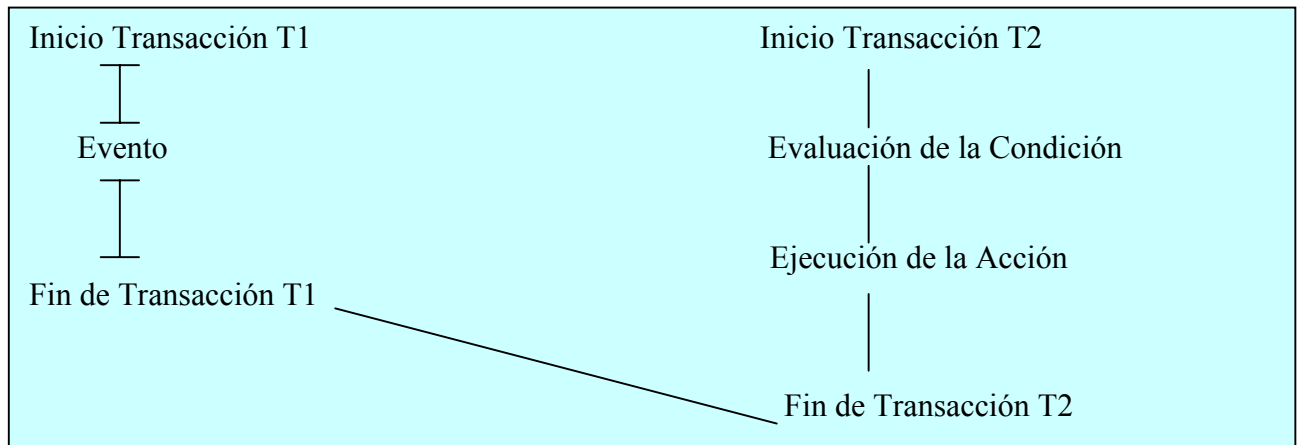 Inicio Transacción T1
Evento
Fin de Transacción T1
Inicio Transacción T2
Evaluación de la Condición
Ejecución de la Acción
Fin de Transacción T2